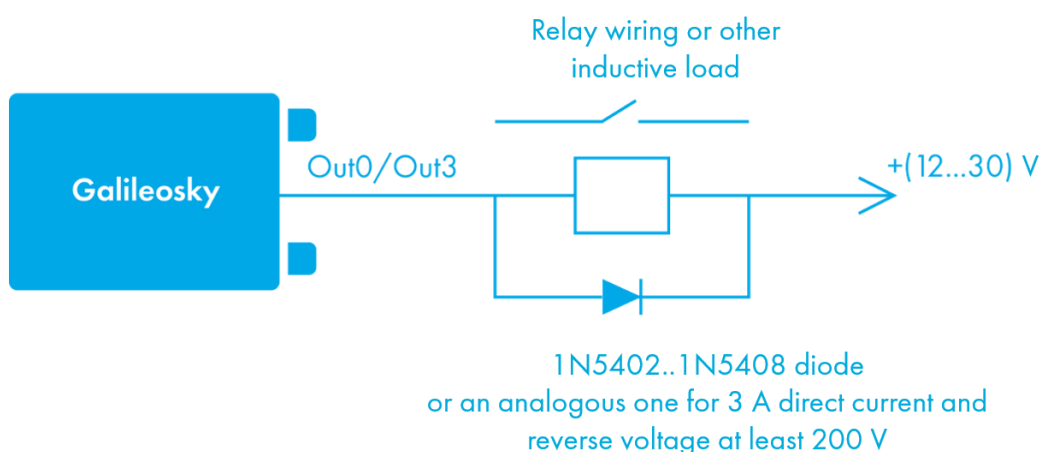 Relay wiring or other
inductive load
Out0/Out3
+(12...30) V
Galileosky
1N5402..1N5408 diode
or an analogous one for 3 A direct current and
reverse voltage at least 200 V